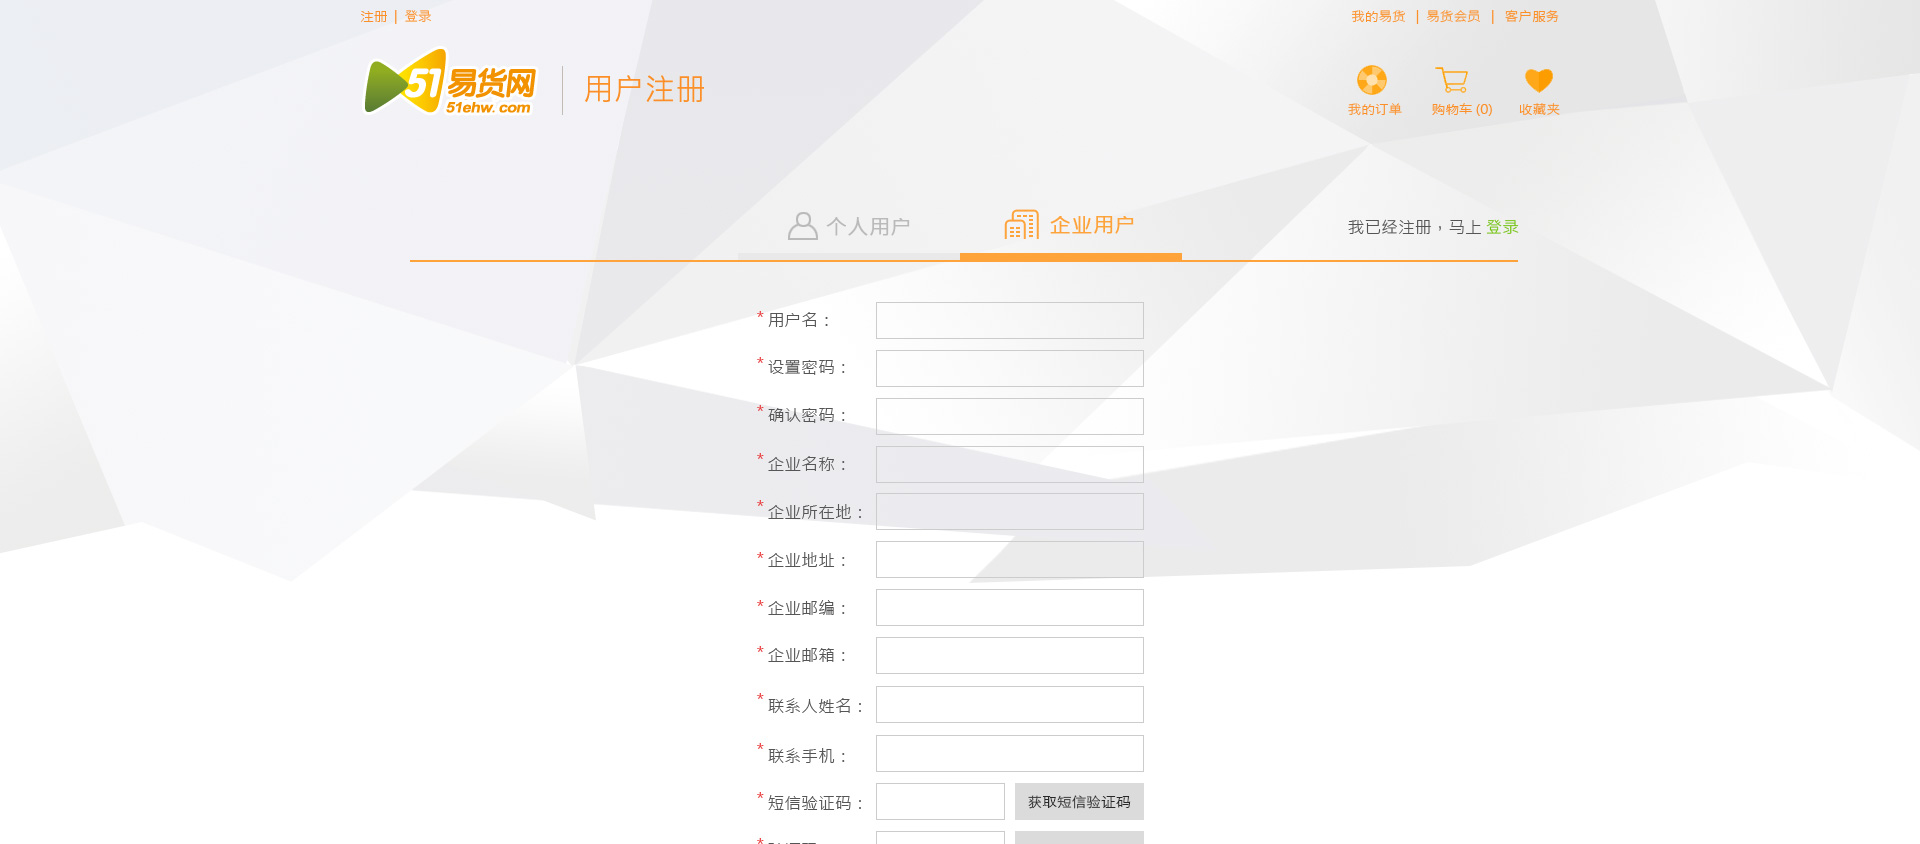 注册 | 登录
我的易货 | 易货会员 | 客户服务
51易货网
51ehw.com
用户注册
我的订单 购物车 (0) 收藏夹
个人用户 企业用户
我已经注册，马上 登录
* 用户名：
* 设置密码：
* 确认密码：
* 企业名称：
* 企业所在地：
* 企业地址：
* 企业邮编：
* 企业邮箱：
* 联系人姓名：
* 联系手机：
* 短信验证码： 获取短信验证码
*